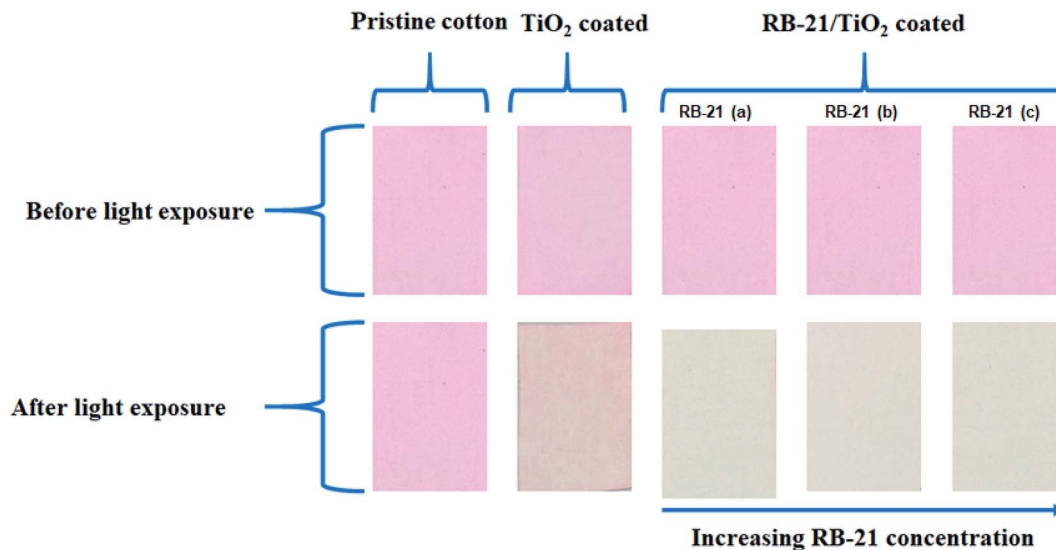 Pristine cotton TiO₂ coated RB-21/TiO₂ coated
RB-21 (a) RB-21 (b) RB-21 (c)
Before light exposure
After light exposure
Increasing RB-21 concentration